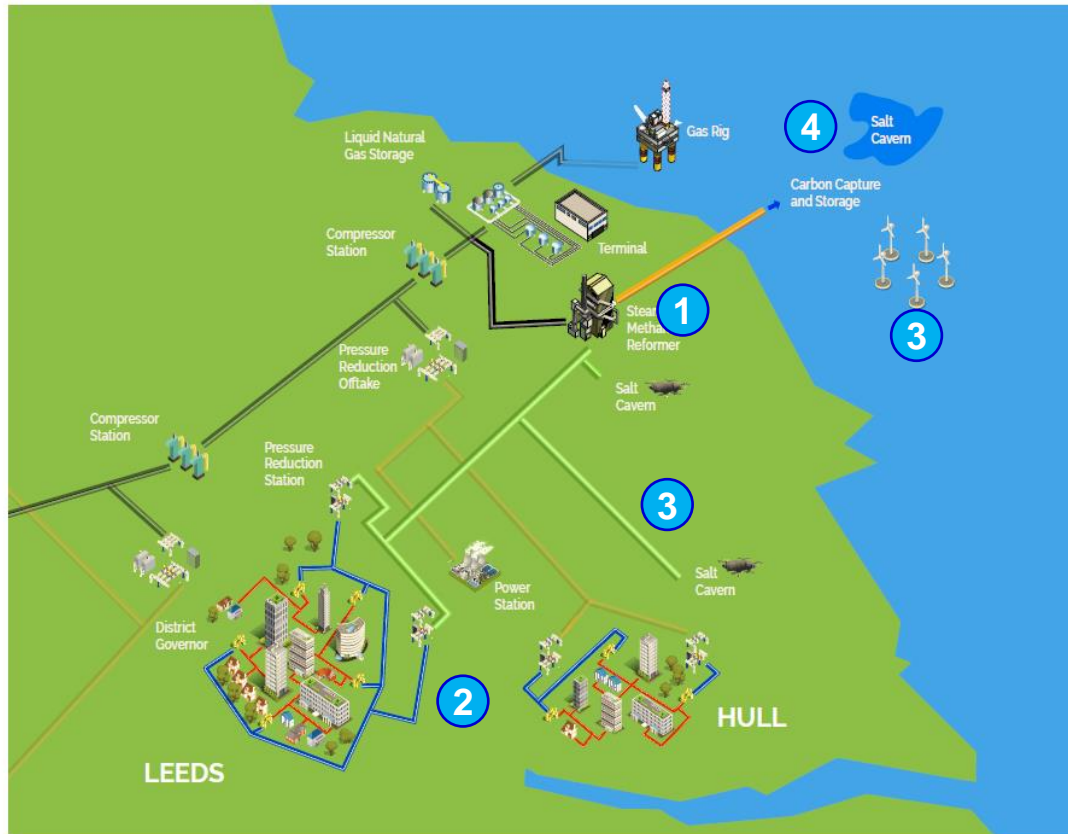 4
Salt
Cavern
Gas Rig
Liquid Natural
Gas Storage
Carbon Capture
and Storage
Compressor
Station
Terminal
1
Methane
Reformer
3
Pressure
Reduction
Offtake
Salt
Cavern
Compressor
Station
Pressure
Reduction
Station
3
Salt
Cavern
Power
Station
District
Governor
2
HULL
LEEDS